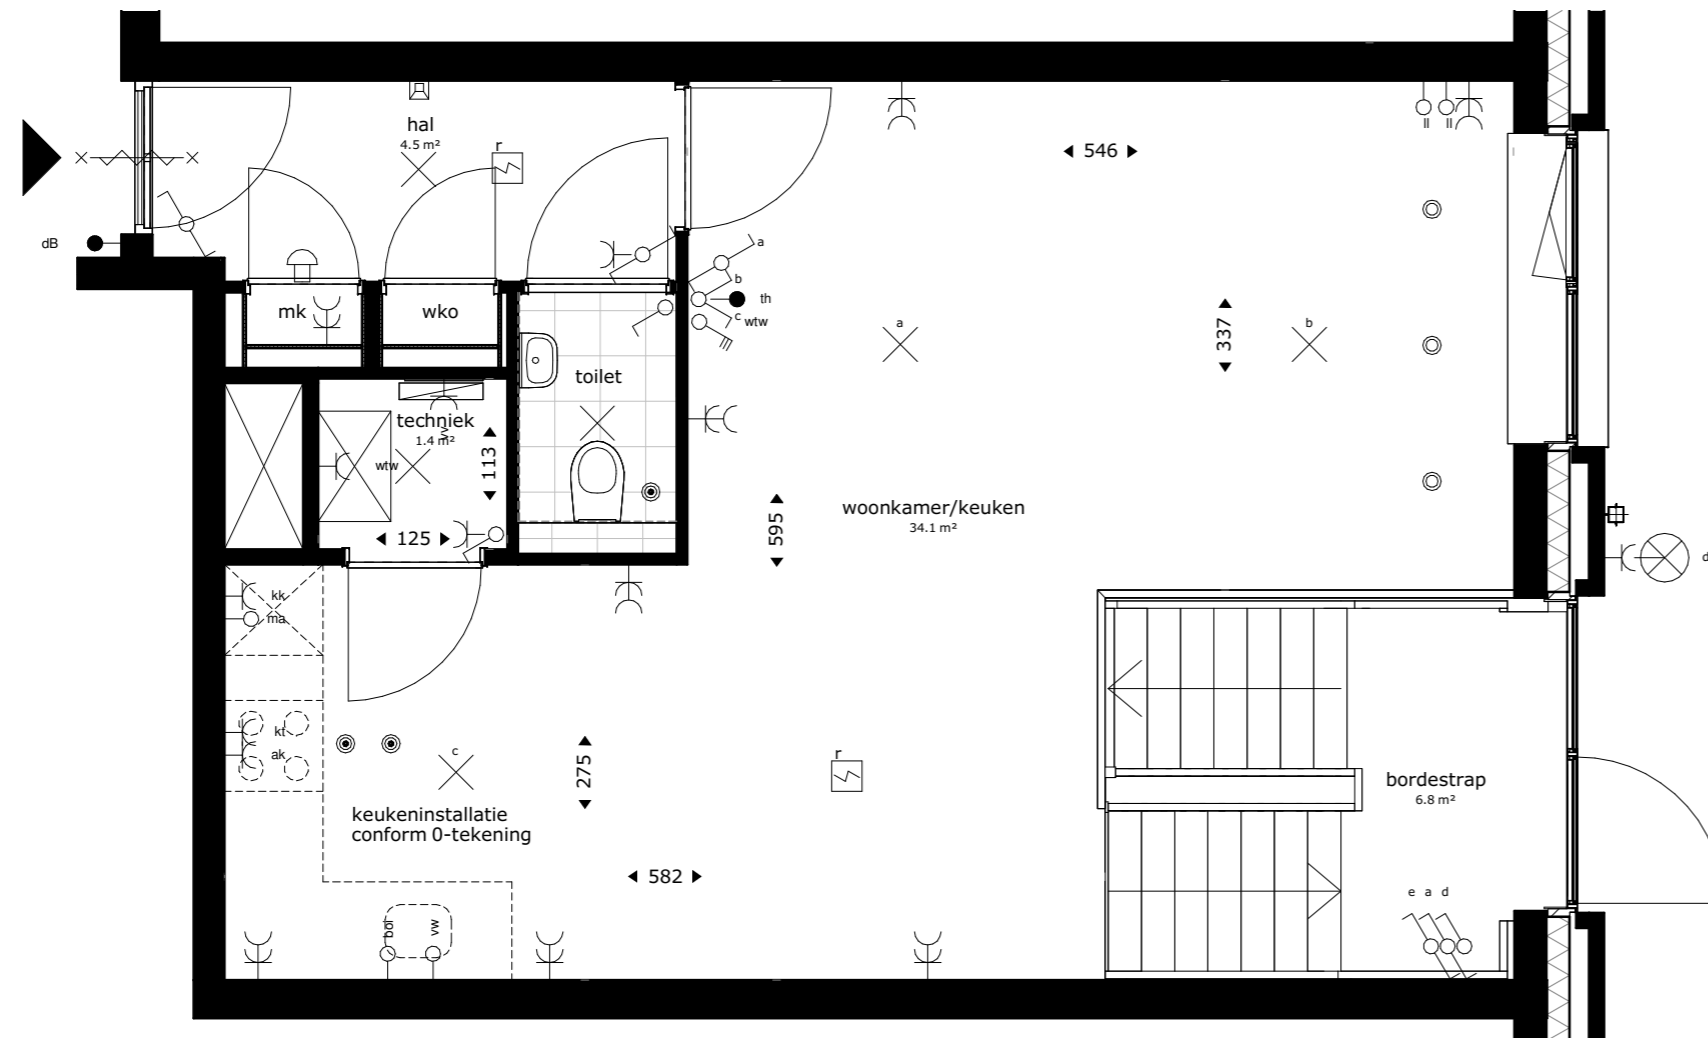 hal
4.5 m²
r
546
dB
a
b
th
c wtw
mk
wko
a
b
337
toilet
techniek
1.4 m²
wtw
113
125
595
woonkamer/keuken
34.1 m²
d
kk
ma
kt
ak
c
275
r
keukeninstallatie
conform 0-tekening
582
bordestrap
6.8 m²
e a d
boi
vw